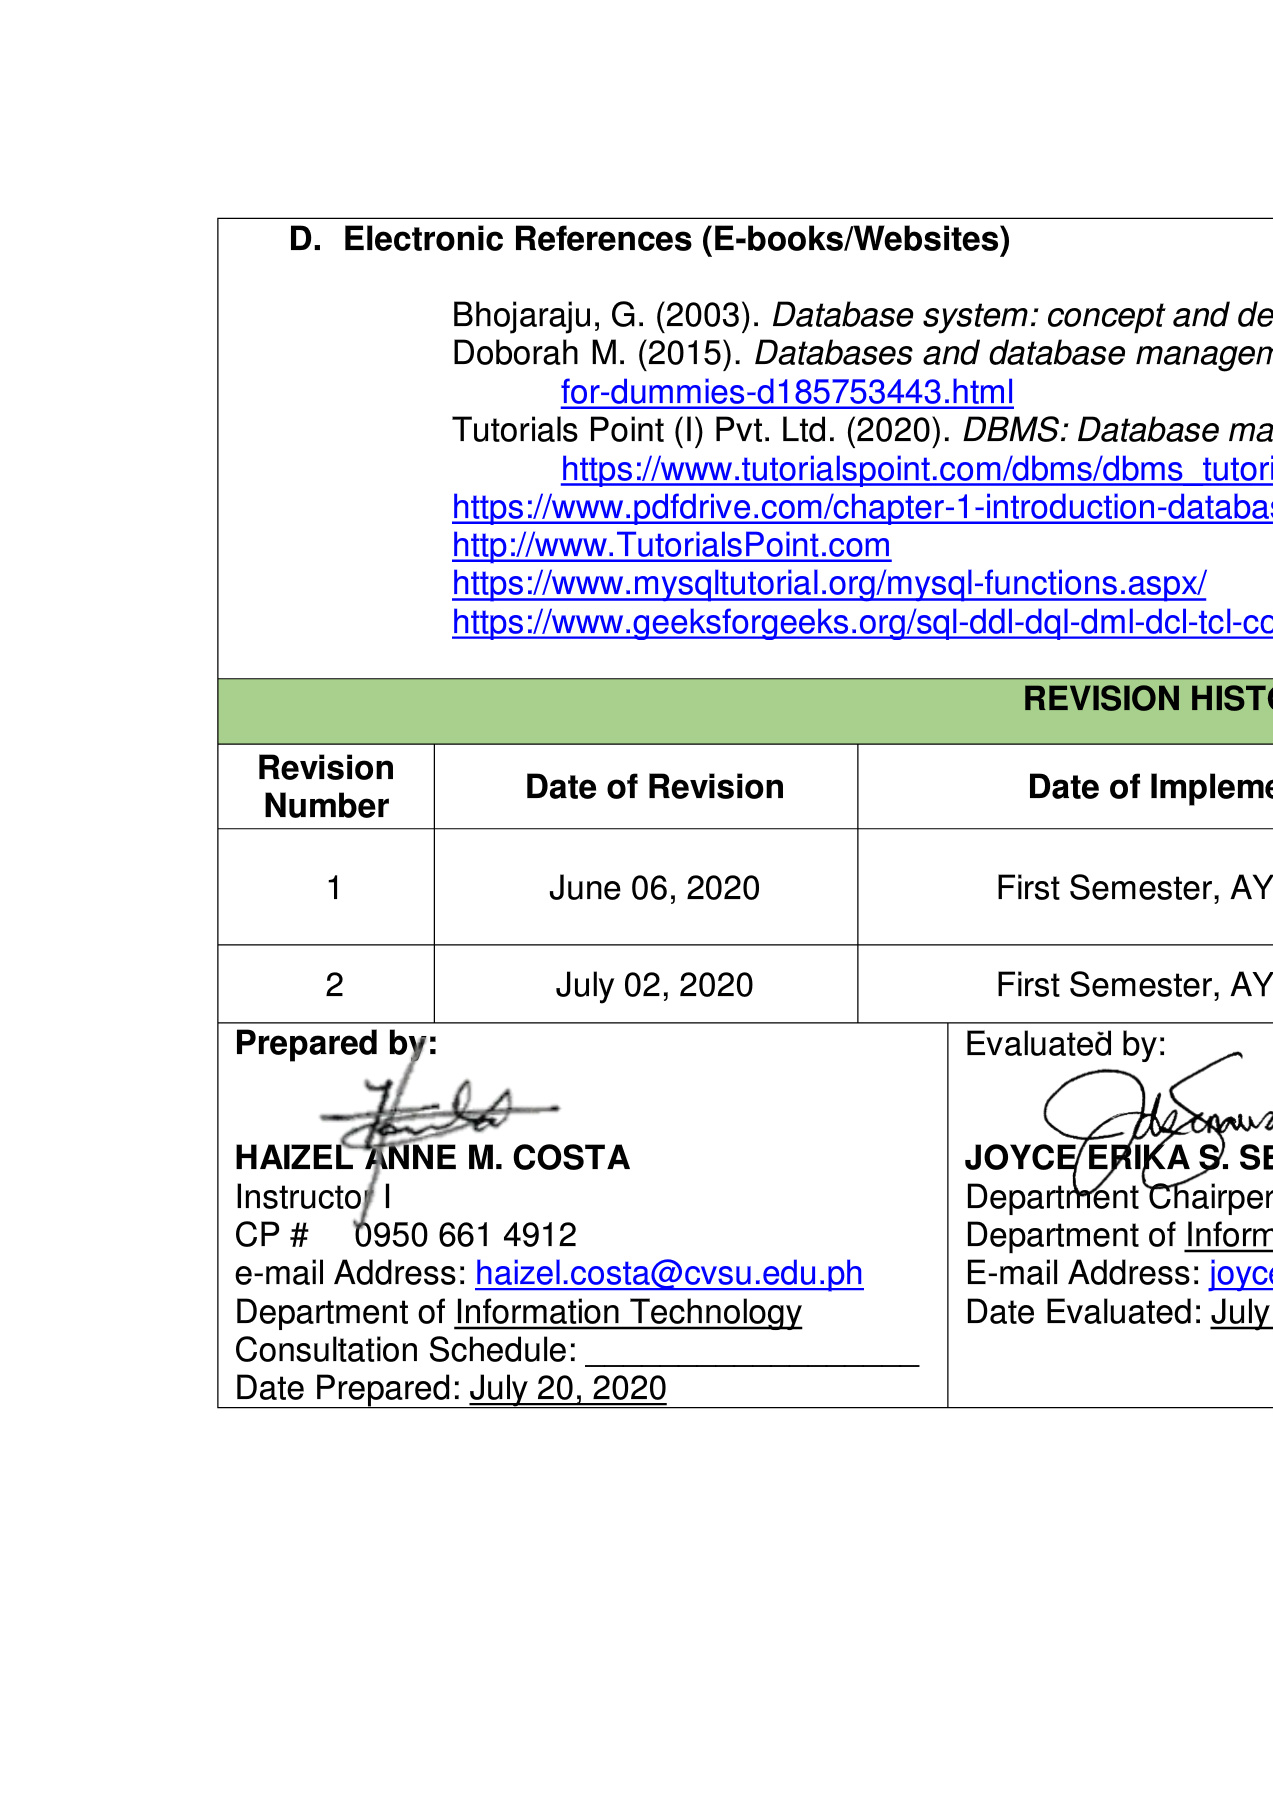 D. Electronic References (E-books/Websites)
Bhojaraju, G. (2003). Database system: concept and de
Doborah M. (2015). Databases and database managem
for-dummies-d185753443.html
Tutorials Point (I) Pvt. Ltd. (2020). DBMS: Database ma
https://www.tutorialspoint.com/dbms/dbms_tutori
https://www.pdfdrive.com/chapter-1-introduction-databas
http://www.TutorialsPoint.com
https://www.mysqltutorial.org/mysql-functions.aspx/
https://www.geeksforgeeks.org/sql-ddl-dql-dml-dcl-tcl-co
REVISION HISTO
Revision Number Date of Revision Date of Impleme
1 June 06, 2020 First Semester, AY
2 July 02, 2020 First Semester, AY
Prepared by:
HAIZEL ANNE M. COSTA
Instructor I
CP # 0950 661 4912
e-mail Address: haizel.costa@cvsu.edu.ph
Department of Information Technology
Consultation Schedule: __________________
Date Prepared: July 20, 2020
Evaluated by:
JOYCE ERIKA S. SE
Department Chairper
Department of Inform
E-mail Address: joyce
Date Evaluated: July